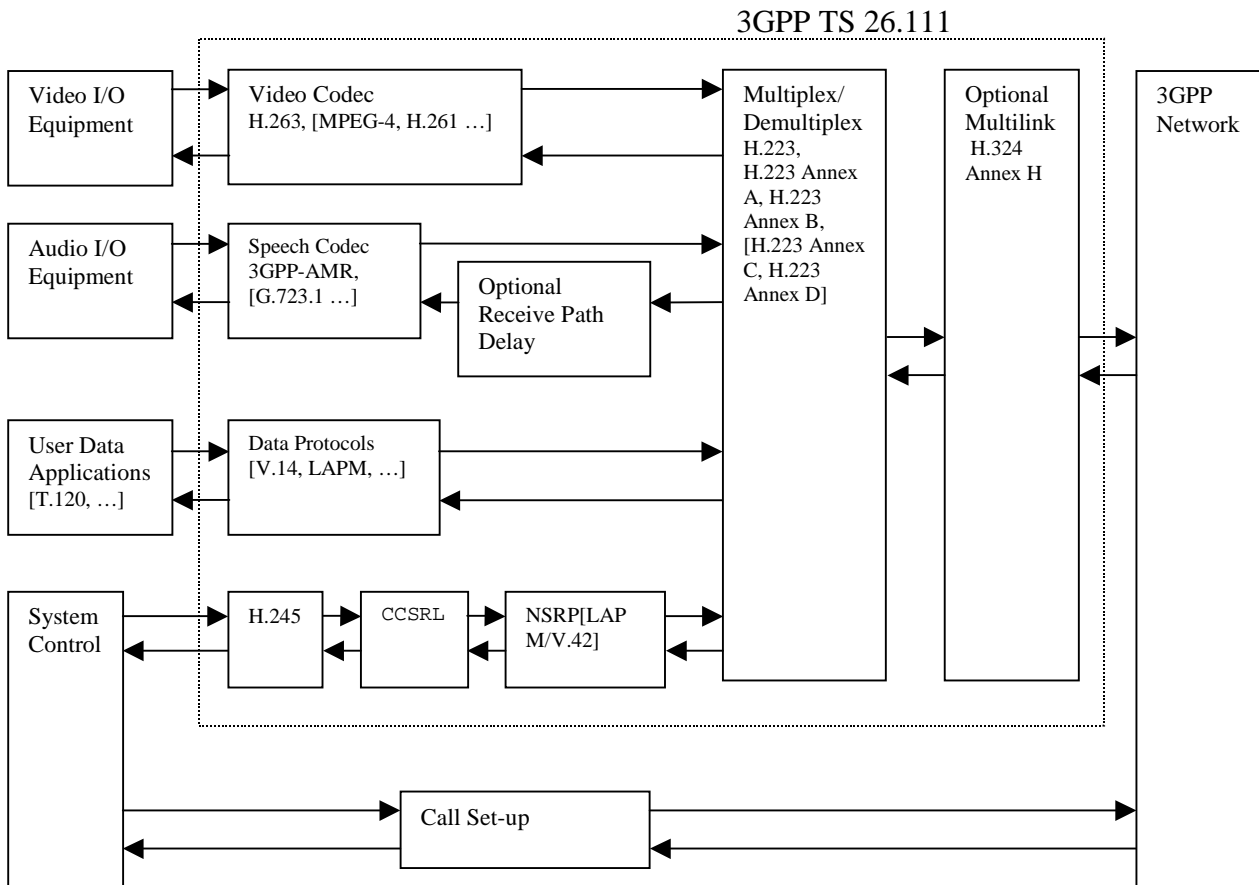 3GPP TS 26.111
Video I/O
Equipment
Video Codec
H.263, [MPEG-4, H.261 …]
Multiplex/
Demultiplex
H.223,
H.223 Annex
A, H.223
Annex B,
[H.223 Annex
C, H.223
Annex D]
Optional
Multilink
H.324
Annex H
3GPP
Network
Audio I/O
Equipment
Speech Codec
3GPP-AMR,
[G.723.1 …]
Optional
Receive Path
Delay
User Data
Applications
[T.120, …]
Data Protocols
[V.14, LAPM, …]
System
Control
H.245
CCSRL
NSRP[LAP
M/V.42]
Call Set-up